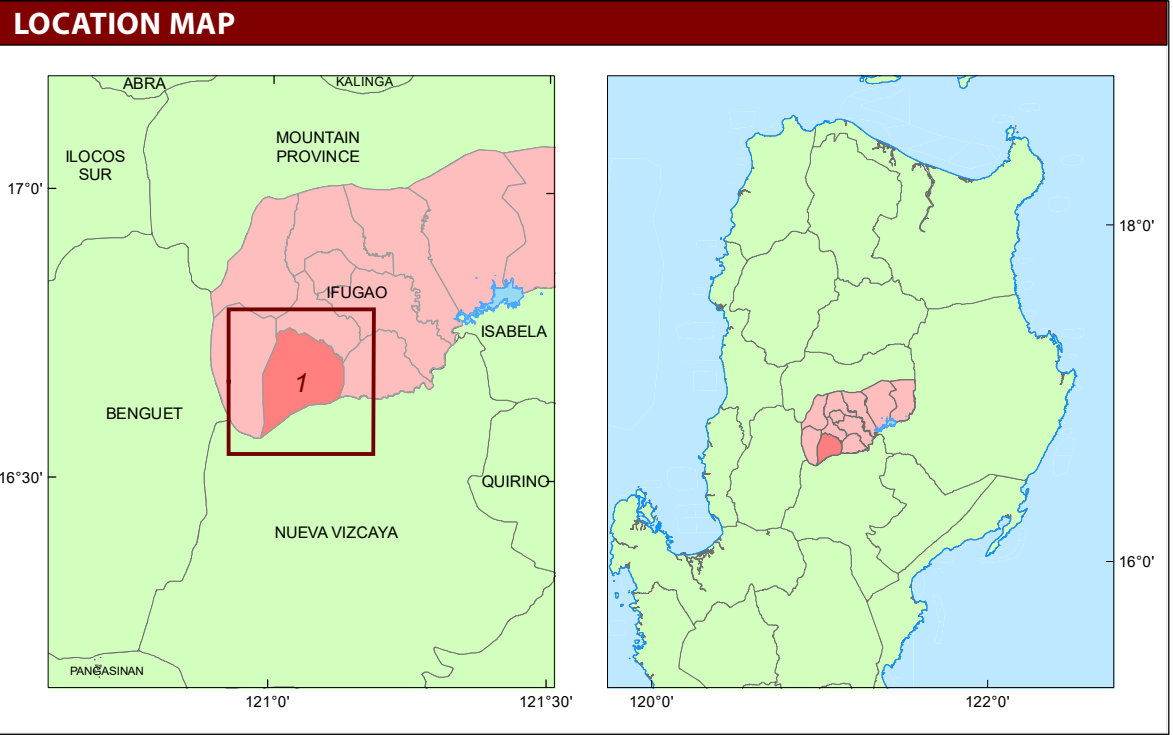 LOCATION MAP
ABRA
KALINGA
MOUNTAIN
PROVINCE
ILOCOS
SUR
17°0'
IFUGAO
ISABELA
1
BENGUET
16°30'
QUIRINO
NUEVA VIZCAYA
PANGASINAN
121°0'
121°30'
18°0'
16°0'
120°0'
122°0'